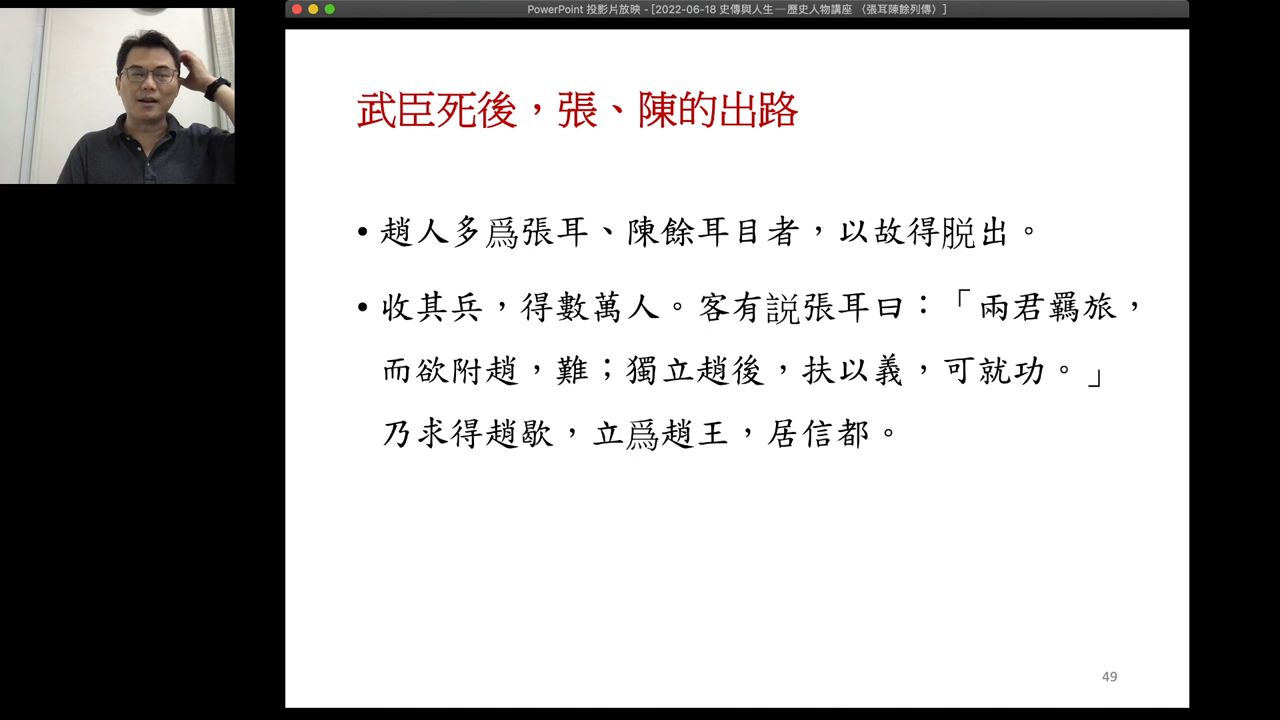 PowerPoint 投影片放映 - [2022-06-18 史傳與人生—歷史人物講座 〈張耳陳餘列傳〉]
武臣死後，張、陳的出路
• 趙人多爲張耳、陳餘耳目者，以故得脱出。
• 收其兵，得數萬人。客有説張耳曰：「兩君羈旅，
而欲附趙，難；獨立趙後，扶以義，可就功。」
乃求得趙歇，立爲趙王，居信都。
49